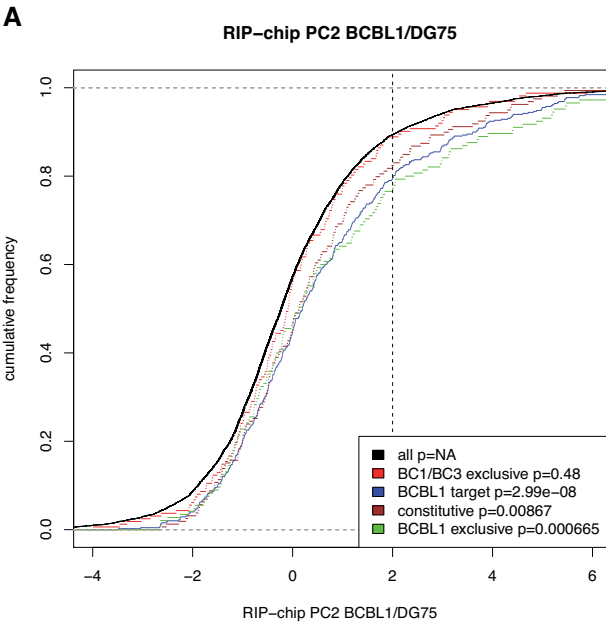 A
RIP−chip PC2 BCBL1/DG75
cumulative frequency
1.0
0.8
0.6
0.4
0.2
0.0
all p=NA
BC1/BC3 exclusive p=0.48
BCBL1 target p=2.99e−08
constitutive p=0.00867
BCBL1 exclusive p=0.000665
−4 −2 0 2 4 6
RIP−chip PC2 BCBL1/DG75